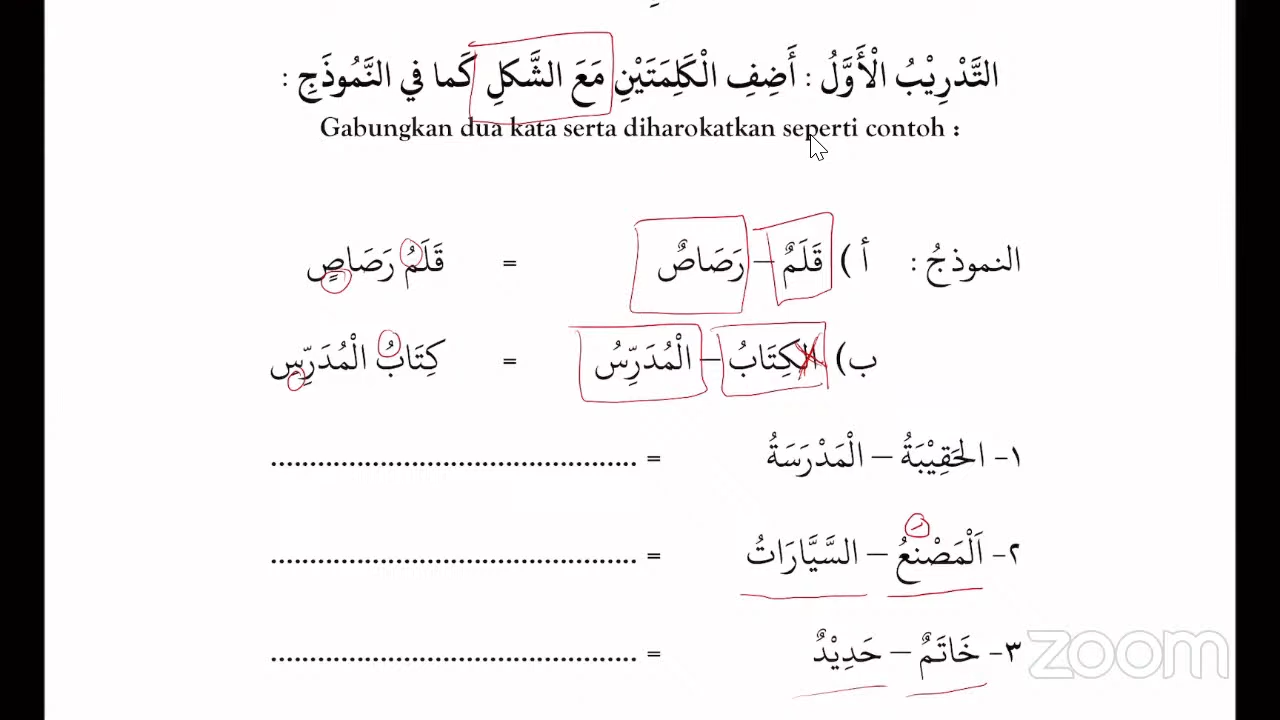 التَّدْرِيْبُ الْأَوَّلُ : أَضِفِ الْكَلِمَتَيْنِ مَعَ الشَّكلِ كَما في النَّمُوذَجِ :
Gabungkan dua kata serta diharokatkan seperti contoh :
النموذجُ : أ ) قَلَمٌ – رَصَاصٌ = قَلَمُ رَصَاصٍ
ب) الكِتَابُ – الْمُدَرِّسُ = كِتَابُ الْمُدَرِّسِ
١- الحَقِيْبَةُ – الْمَدْرَسَةُ = ................................................
٢- اَلْمَصْنَعُ – السَّيَّارَاتُ = ................................................
٣- خَاتَمٌ – حَدِيْدٌ = ................................................
zoom